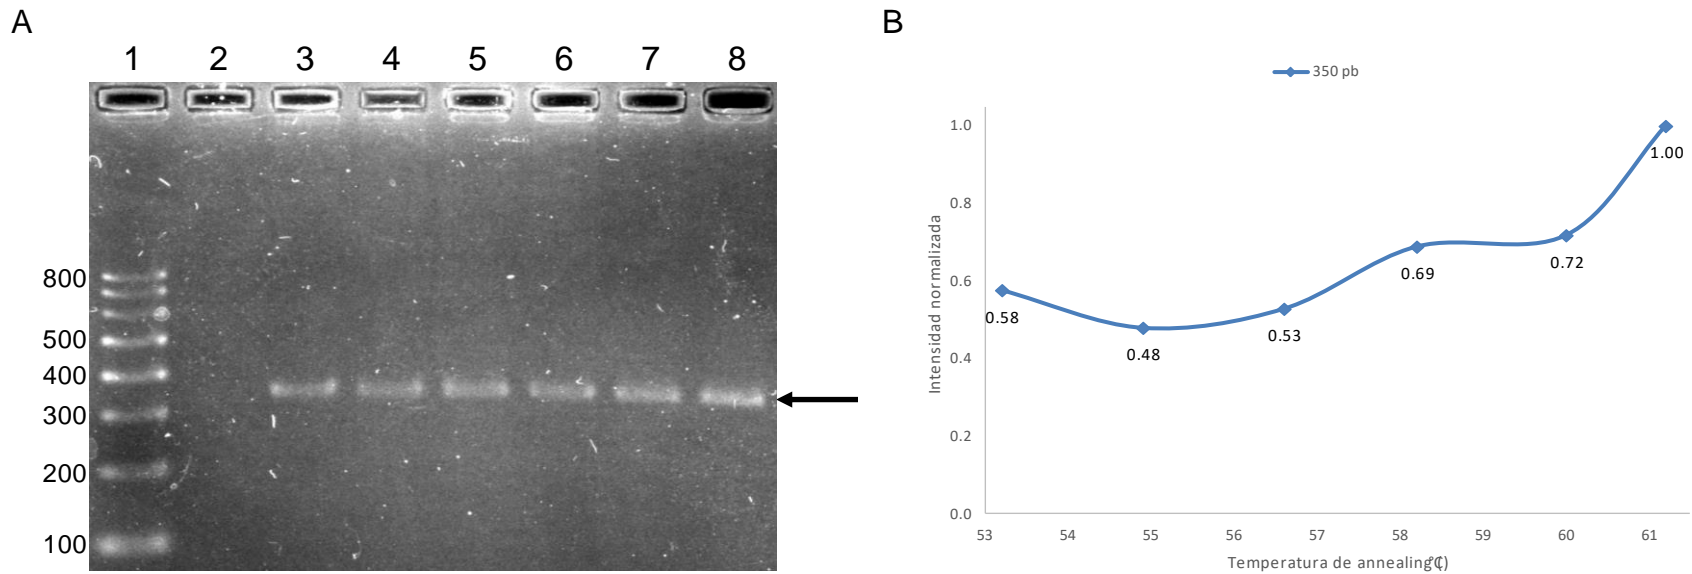 A
1 2 3 4 5 6 7 8
800
500
400
300
200
100
B
350 pb
Intensidad normalizada
1.0
0.8
0.6
0.4
0.2
0.0
0.58
0.48
0.53
0.69
0.72
1.00
53 54 55 56 57 58 59 60 61
Temperatura de annealing(°C)